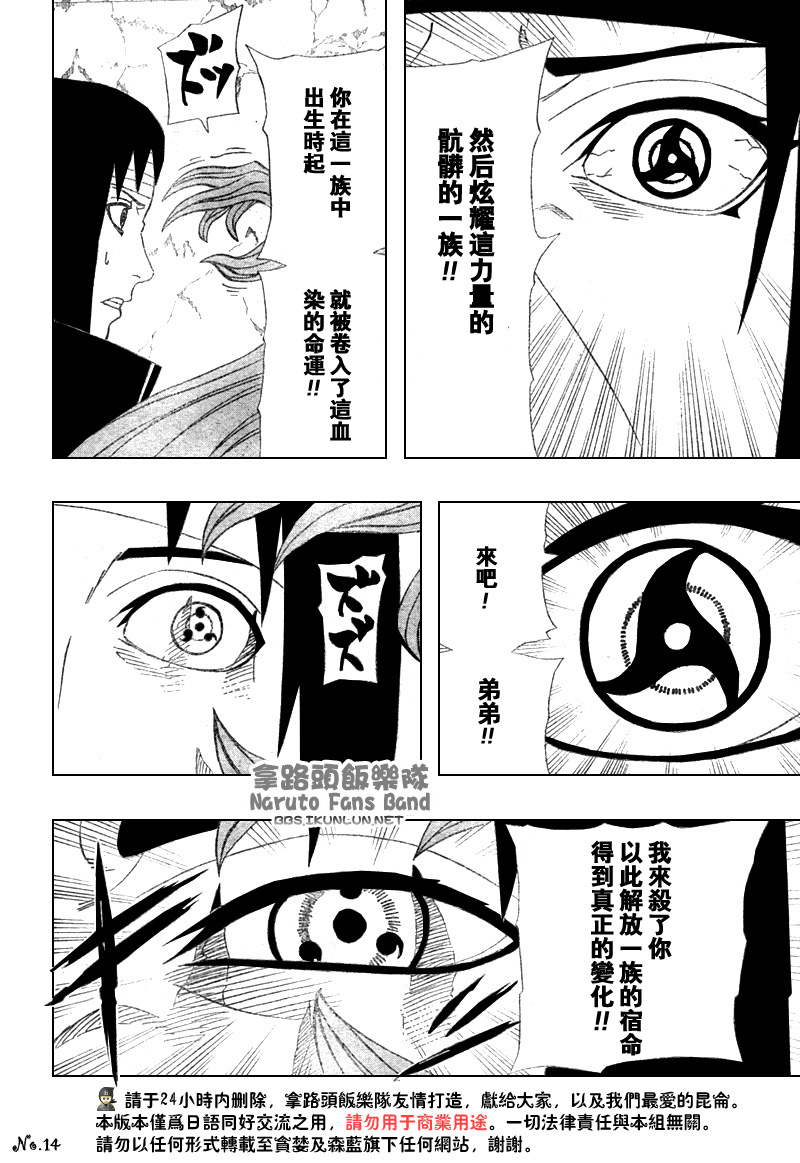 然后炫耀這力量的
骯髒的一族!!
你在這一族中
出生時起
就被卷入了這血
染的命運!!
ズッ
來吧!
弟弟!!
ズズ
我來殺了你
以此解放一族的宿命
得到真正的變化!!
拿路頭飯樂隊
Naruto Fans Band
BBS.IKUNLUN.NET
請于24小時内刪除，拿路頭飯樂隊友情打造，獻給大家，以及我們最愛的昆侖。
本版本僅爲日語同好交流之用，請勿用于商業用途。一切法律責任與本組無關。
請勿以任何形式轉載至貪婪及森藍旗下任何網站，謝謝。
No.14